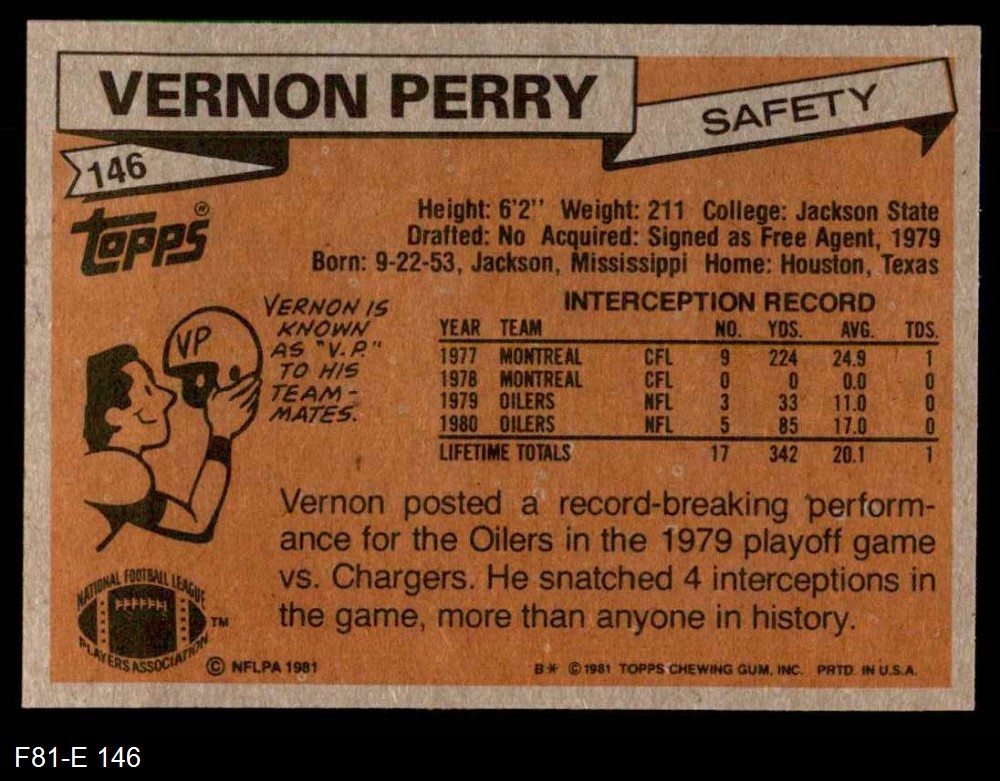 VERNON PERRY
SAFETY
146
TOPPS®
Height: 6'2'' Weight: 211 College: Jackson State
Drafted: No Acquired: Signed as Free Agent, 1979
Born: 9-22-53, Jackson, Mississippi Home: Houston, Texas
VERNON IS
KNOWN
AS "V.P."
TO HIS
TEAM-
MATES.
VP
INTERCEPTION RECORD
YEAR TEAM NO. YDS. AVG. TDS.
1977 MONTREAL CFL 9 224 24.9 1
1978 MONTREAL CFL 0 0 0.0 0
1979 OILERS NFL 3 33 11.0 0
1980 OILERS NFL 5 85 17.0 0
LIFETIME TOTALS 17 342 20.1 1
Vernon posted a record-breaking perform-
ance for the Oilers in the 1979 playoff game
vs. Chargers. He snatched 4 interceptions in
the game, more than anyone in history.
NATIONAL FOOTBALL LEAGUE
PLAYERS ASSOCIATION
TM
© NFLPA 1981
B* © 1981 TOPPS CHEWING GUM, INC. PRTD. IN U.S.A.
F81-E 146